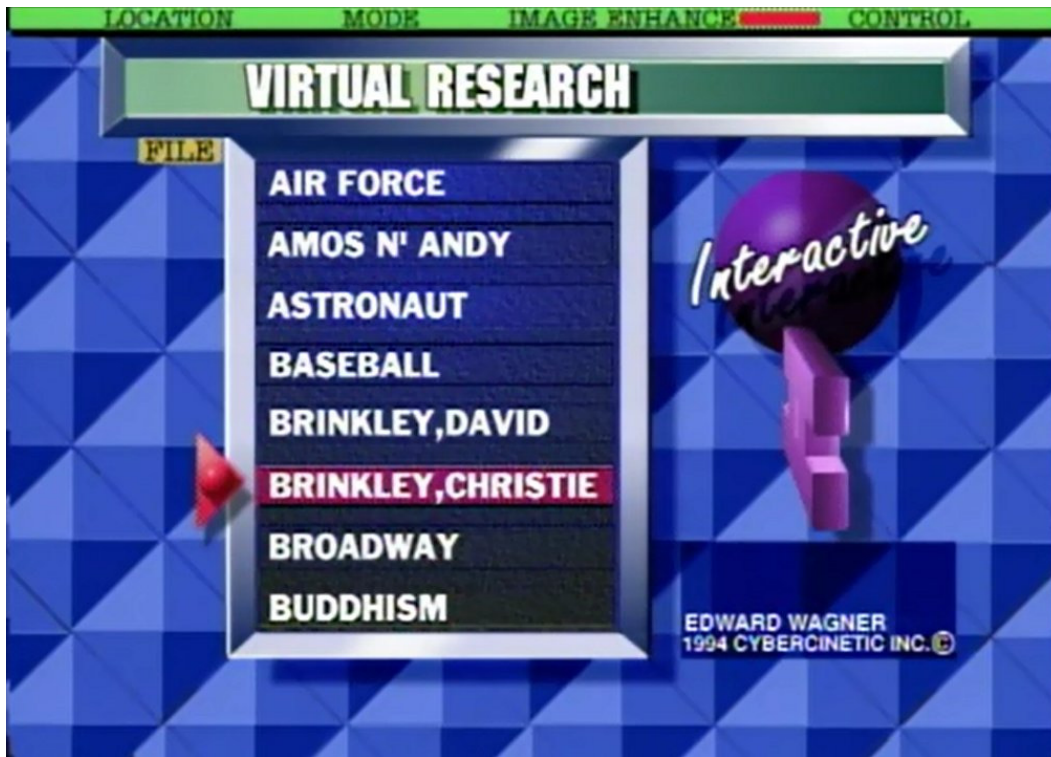 LOCATION MODE IMAGE ENHANCE CONTROL
VIRTUAL RESEARCH
FILE
AIR FORCE
AMOS N' ANDY
ASTRONAUT
BASEBALL
BRINKLEY,DAVID
BRINKLEY,CHRISTIE
BROADWAY
BUDDHISM
Interactive
EDWARD WAGNER
1994 CYBERCINETIC INC.©